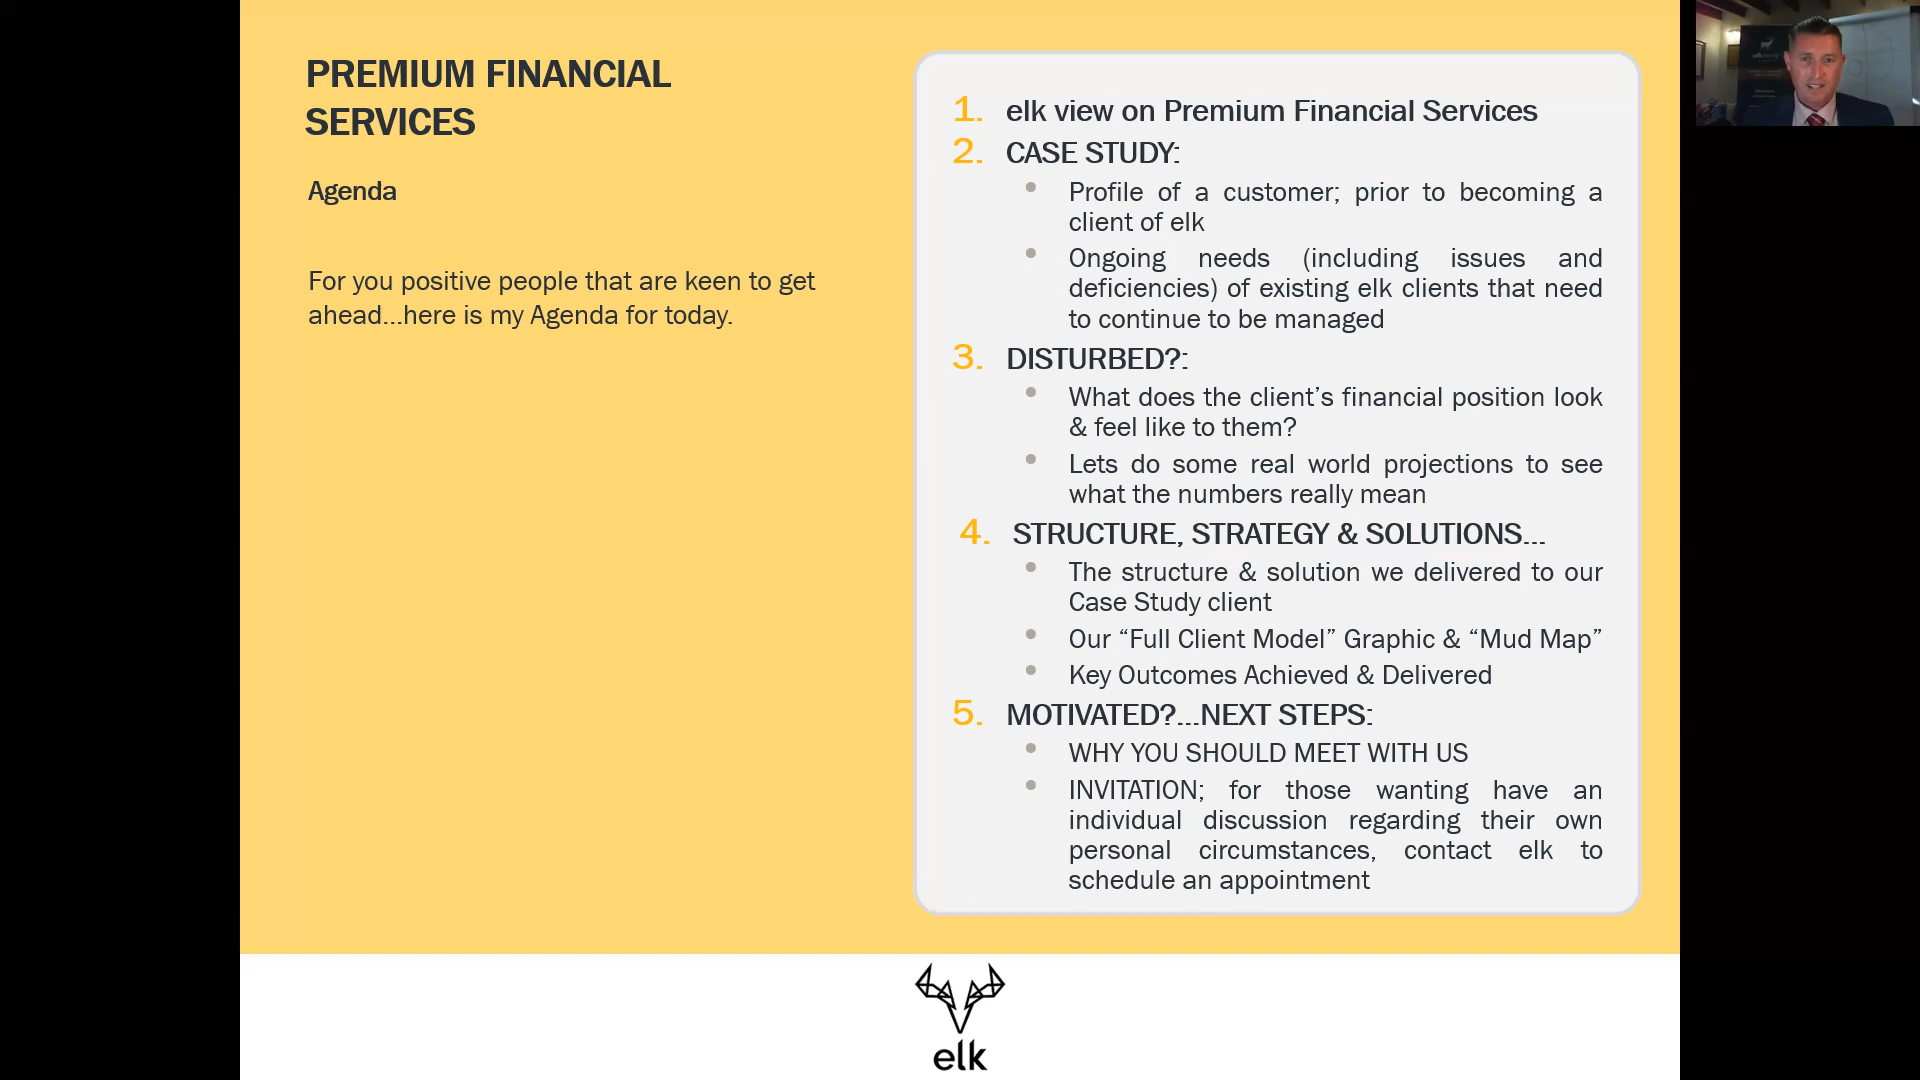 PREMIUM FINANCIAL
SERVICES
Agenda
For you positive people that are keen to get
ahead...here is my Agenda for today.
1. elk view on Premium Financial Services
2. CASE STUDY:
• Profile of a customer; prior to becoming a
client of elk
• Ongoing needs (including issues and
deficiencies) of existing elk clients that need
to continue to be managed
3. DISTURBED?:
• What does the client’s financial position look
& feel like to them?
• Lets do some real world projections to see
what the numbers really mean
4. STRUCTURE, STRATEGY & SOLUTIONS...
• The structure & solution we delivered to our
Case Study client
• Our “Full Client Model” Graphic & “Mud Map”
• Key Outcomes Achieved & Delivered
5. MOTIVATED?...NEXT STEPS:
• WHY YOU SHOULD MEET WITH US
• INVITATION; for those wanting have an
individual discussion regarding their own
personal circumstances, contact elk to
schedule an appointment
elk